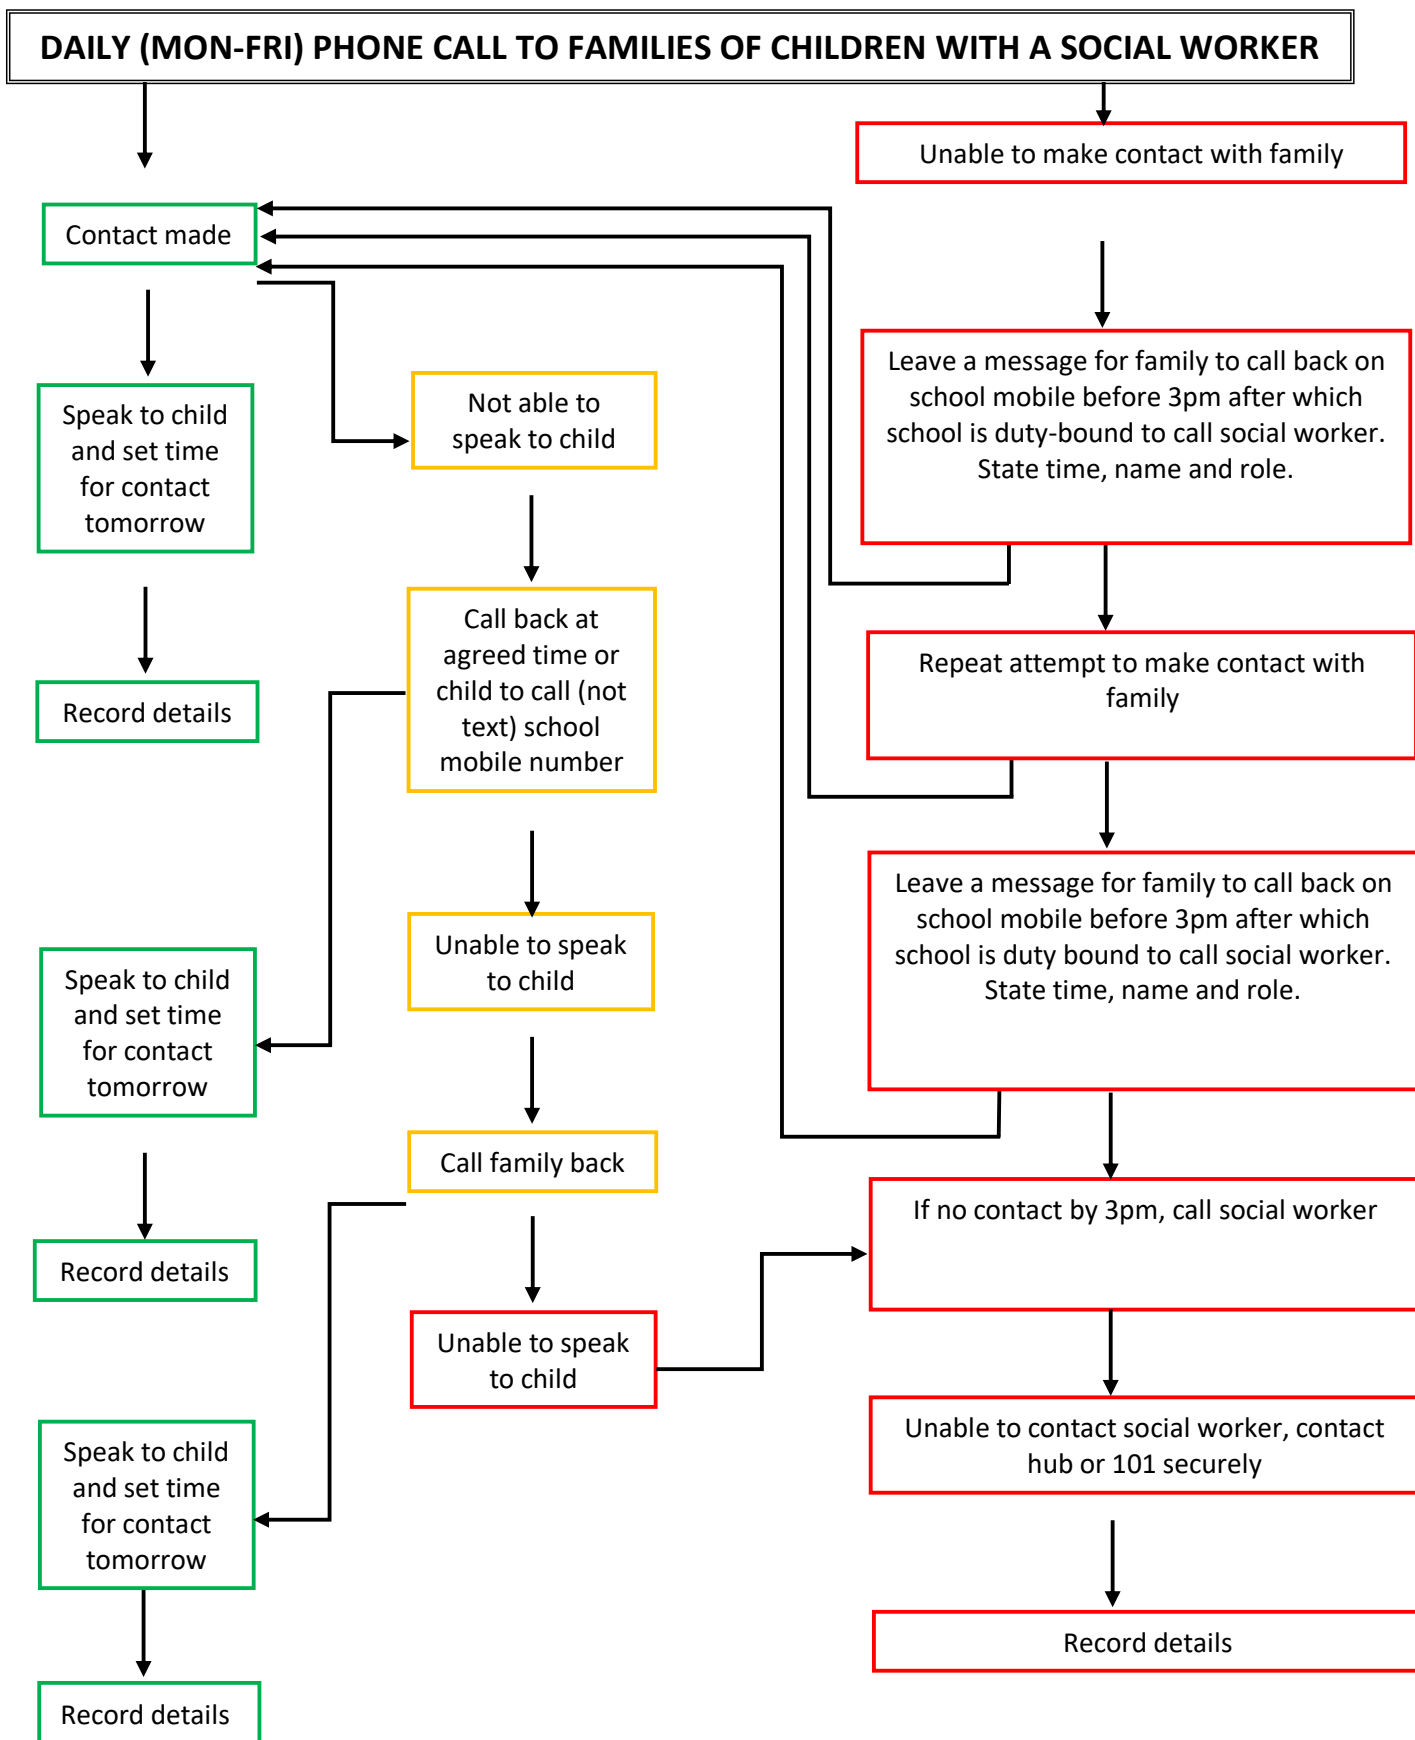 DAILY (MON-FRI) PHONE CALL TO FAMILIES OF CHILDREN WITH A SOCIAL WORKER
Unable to make contact with family
Contact made
Leave a message for family to call back on
school mobile before 3pm after which
school is duty-bound to call social worker.
State time, name and role.
Speak to child
and set time
for contact
tomorrow
Not able to
speak to child
Call back at
agreed time or
child to call (not
text) school
mobile number
Repeat attempt to make contact with
family
Record details
Leave a message for family to call back on
school mobile before 3pm after which
school is duty bound to call social worker.
State time, name and role.
Unable to speak
to child
Speak to child
and set time
for contact
tomorrow
Call family back
If no contact by 3pm, call social worker
Record details
Unable to speak
to child
Unable to contact social worker, contact
hub or 101 securely
Speak to child
and set time
for contact
tomorrow
Record details
Record details